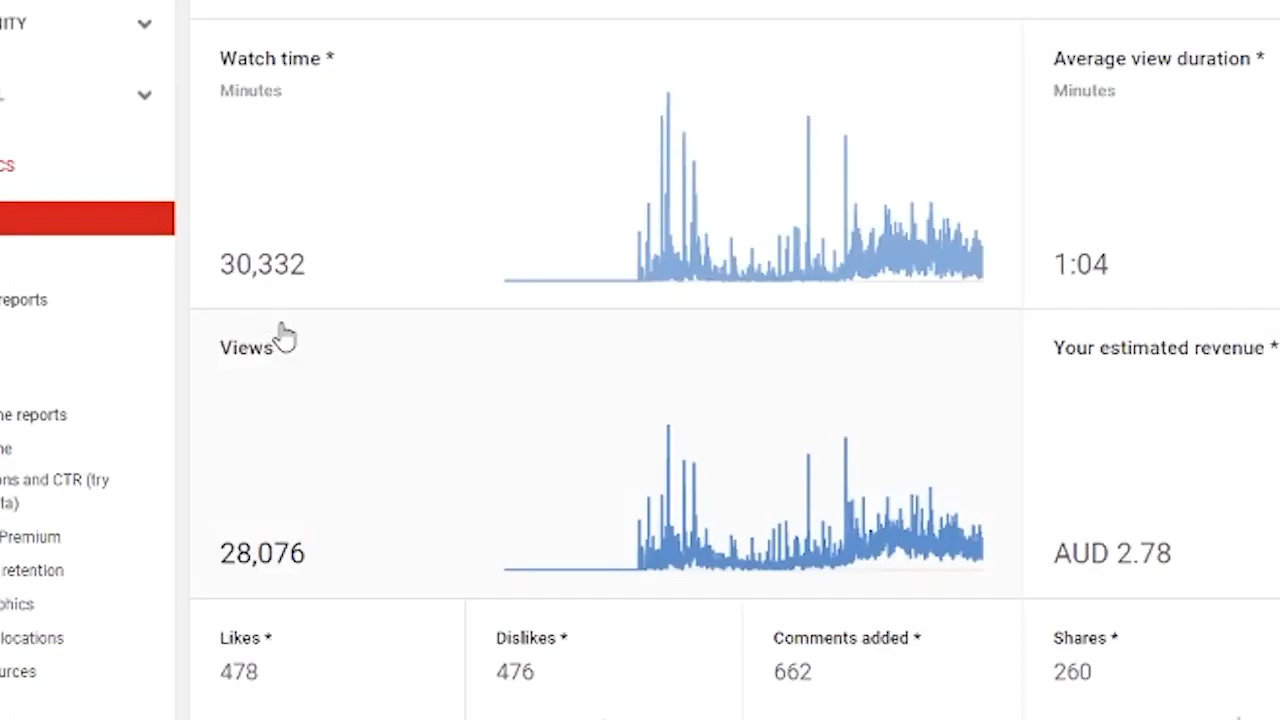 ITY
CS
reports
ne reports
ne
ons and CTR (try
ta)
Premium
retention
phics
locations
urces
Watch time *
Minutes
30,332
Average view duration *
Minutes
1:04
Views
28,076
Your estimated revenue *
AUD 2.78
Likes *
478
Dislikes *
476
Comments added *
662
Shares *
260